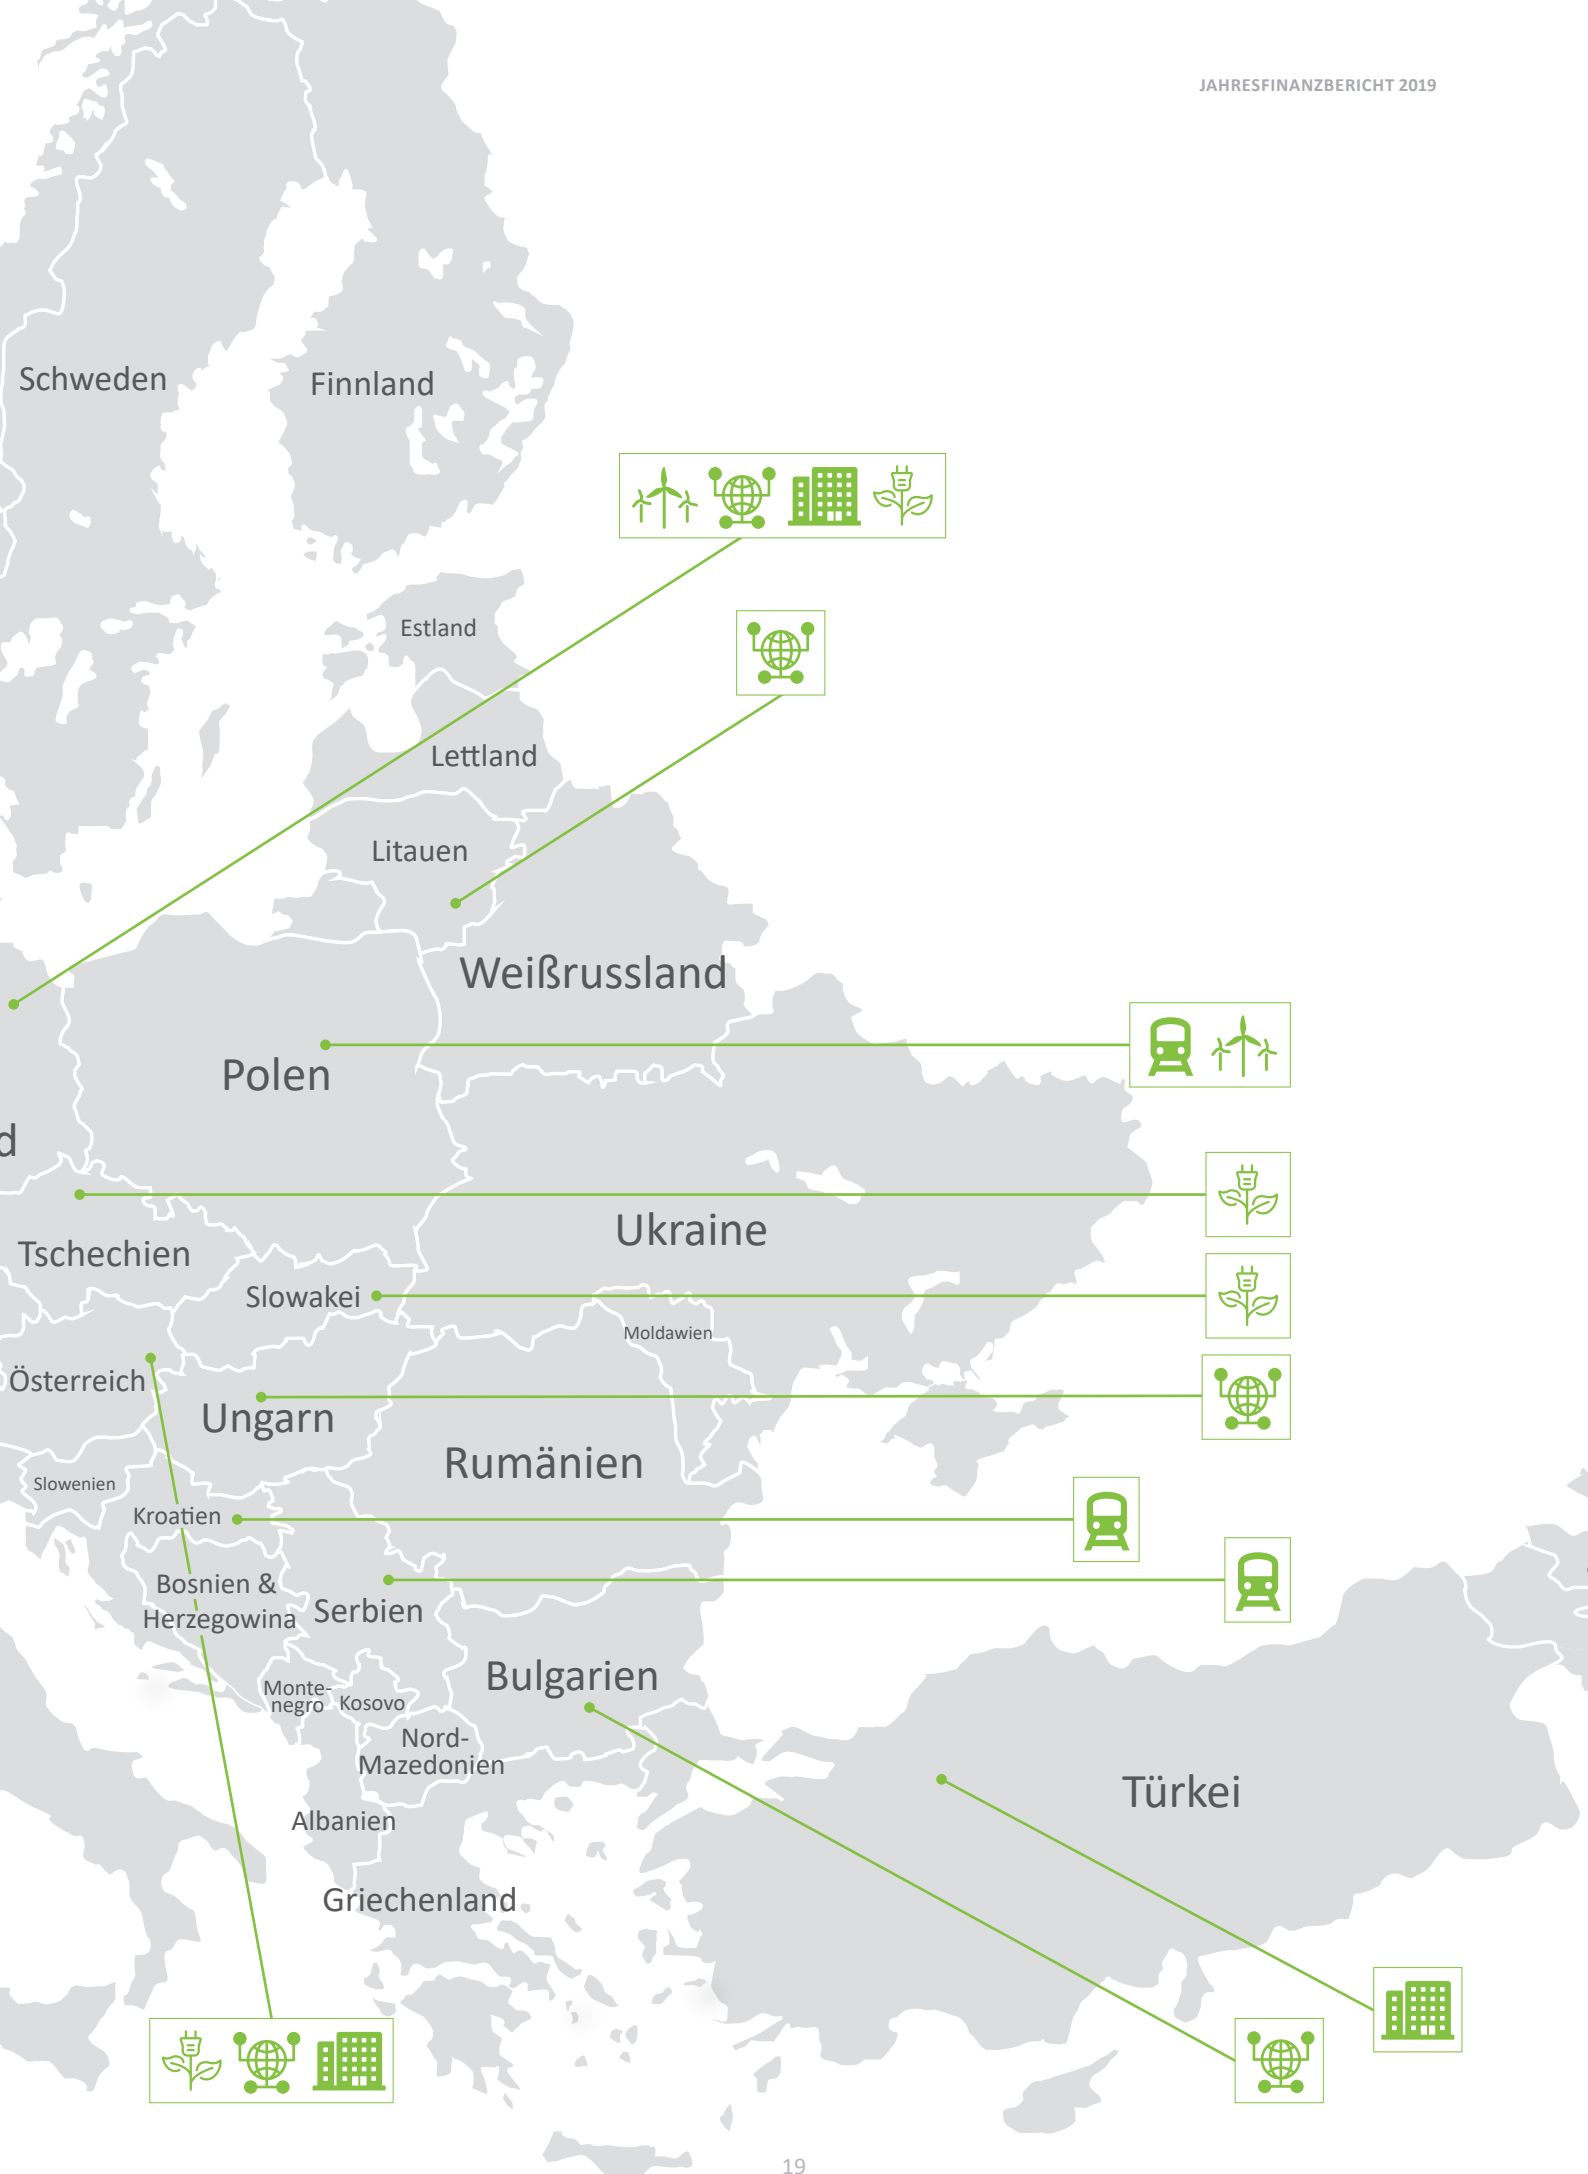 JAHRESFINANZBERICHT 2019
Schweden
Finnland
Estland
Lettland
Litauen
Weißrussland
Polen
d
Ukraine
Tschechien
Slowakei
Moldawien
Österreich
Ungarn
Rumänien
Slowenien
Kroatien
Bosnien &
Herzegowina
Serbien
Bulgarien
Monte-
negro
Kosovo
Nord-
Mazedonien
Türkei
Albanien
Griechenland
19